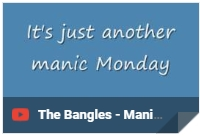 It's just another
manic Monday
The Bangles - Mani...